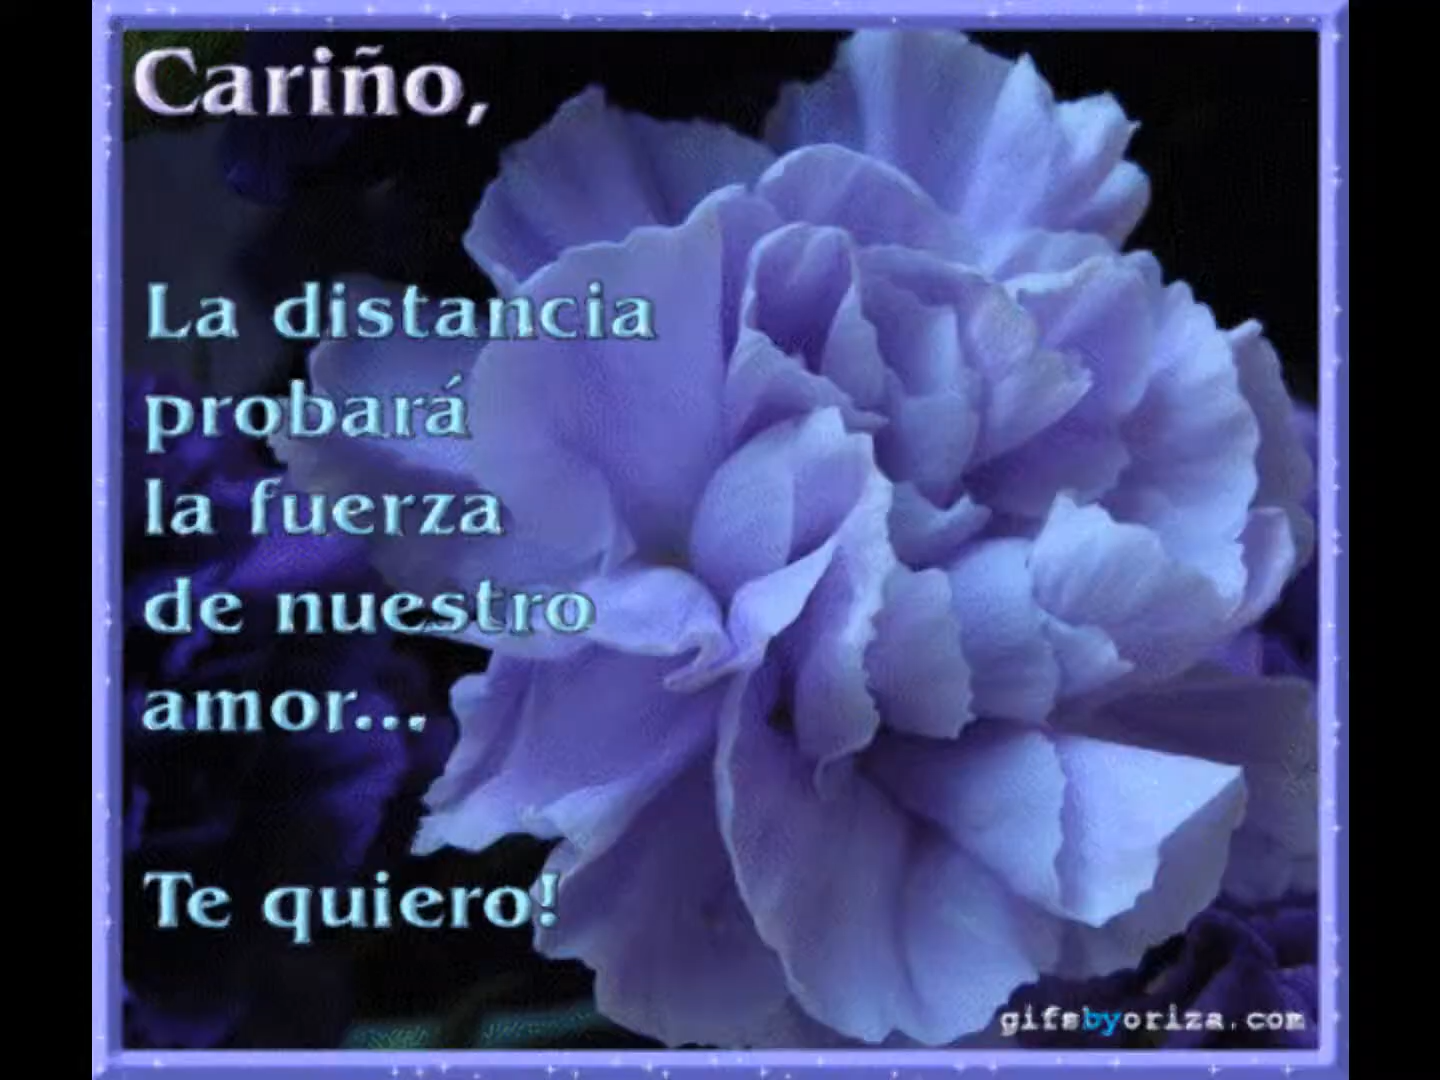 Cariño,
La distancia
probará
la fuerza
de nuestro
amor...
Te quiero!
gifsbyoriza.com